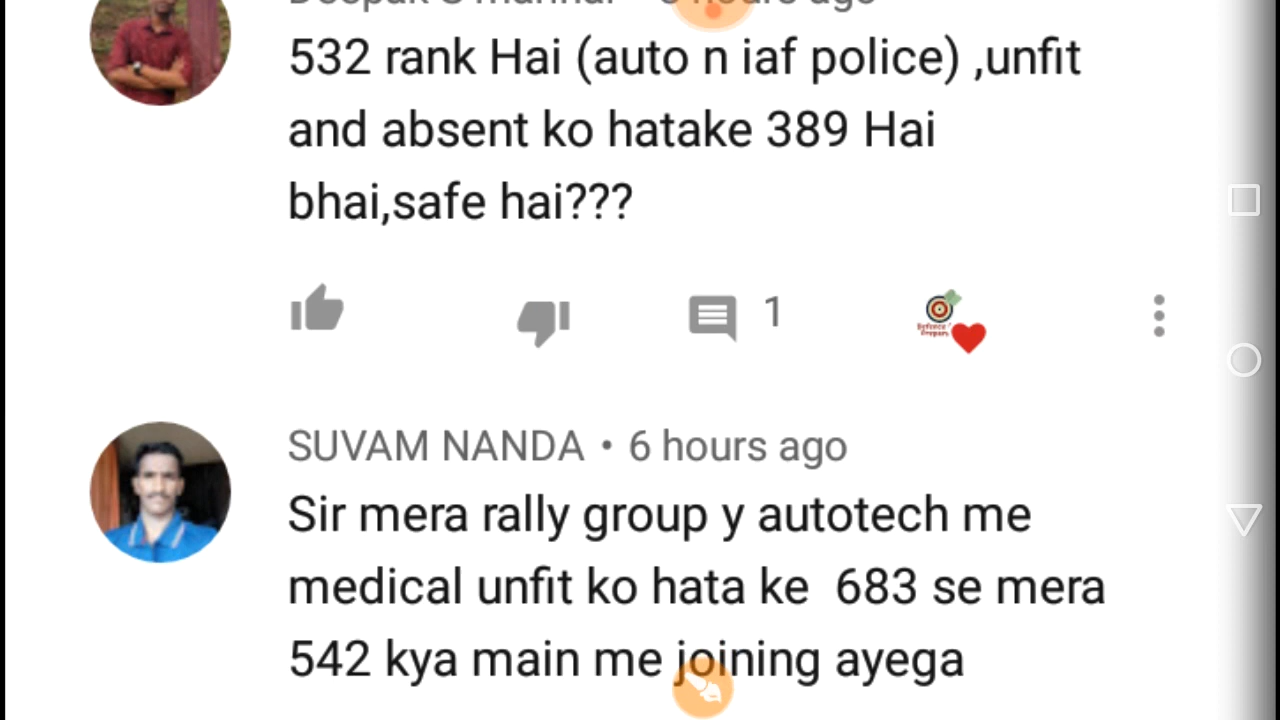 532 rank Hai (auto n iaf police) ,unfit
and absent ko hatake 389 Hai
bhai,safe hai???
1
SUVAM NANDA • 6 hours ago
Sir mera rally group y autotech me
medical unfit ko hata ke 683 se mera
542 kya main me joining ayega